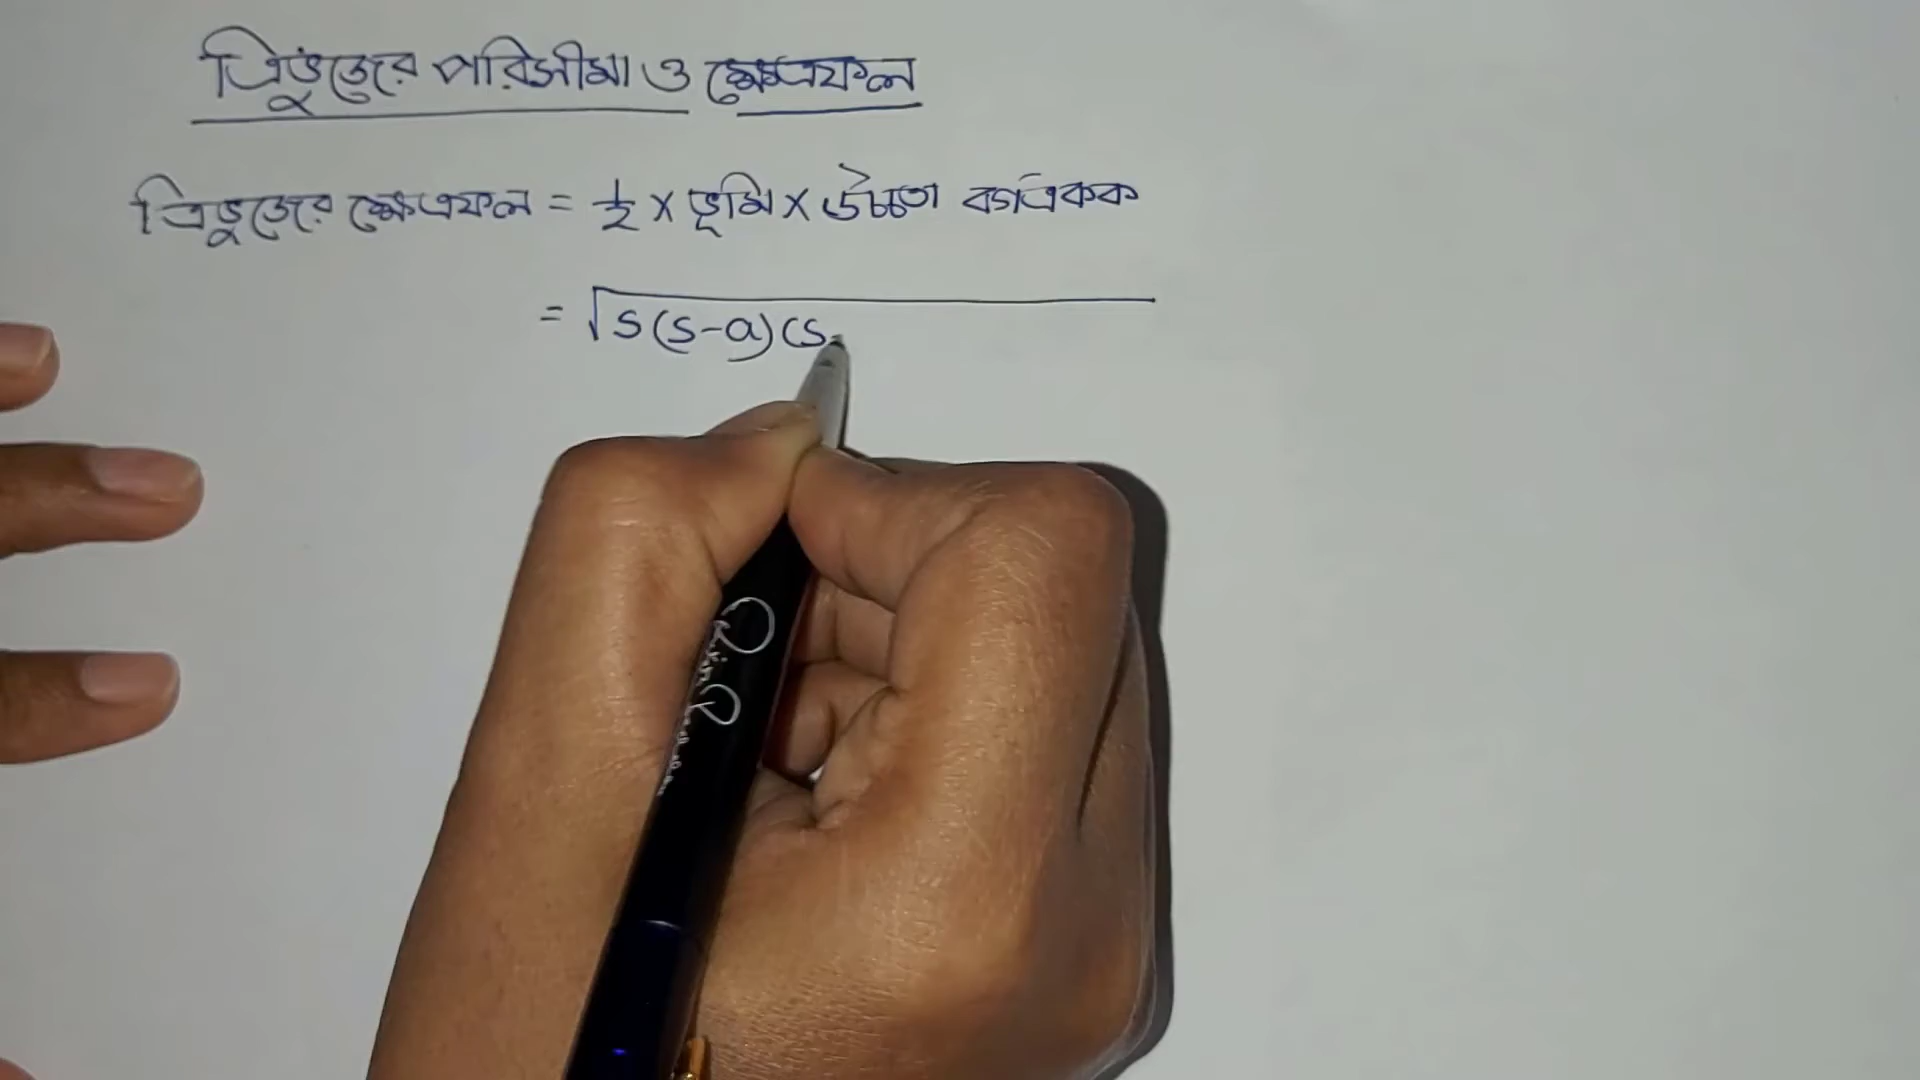 ত্রিভুজের পরিসীমা ও ক্ষেত্রফল
ত্রিভুজের ক্ষেত্রফল = 1/2 × ভূমি × উচ্চতা বর্গএকক
= √s(s-a)(s-